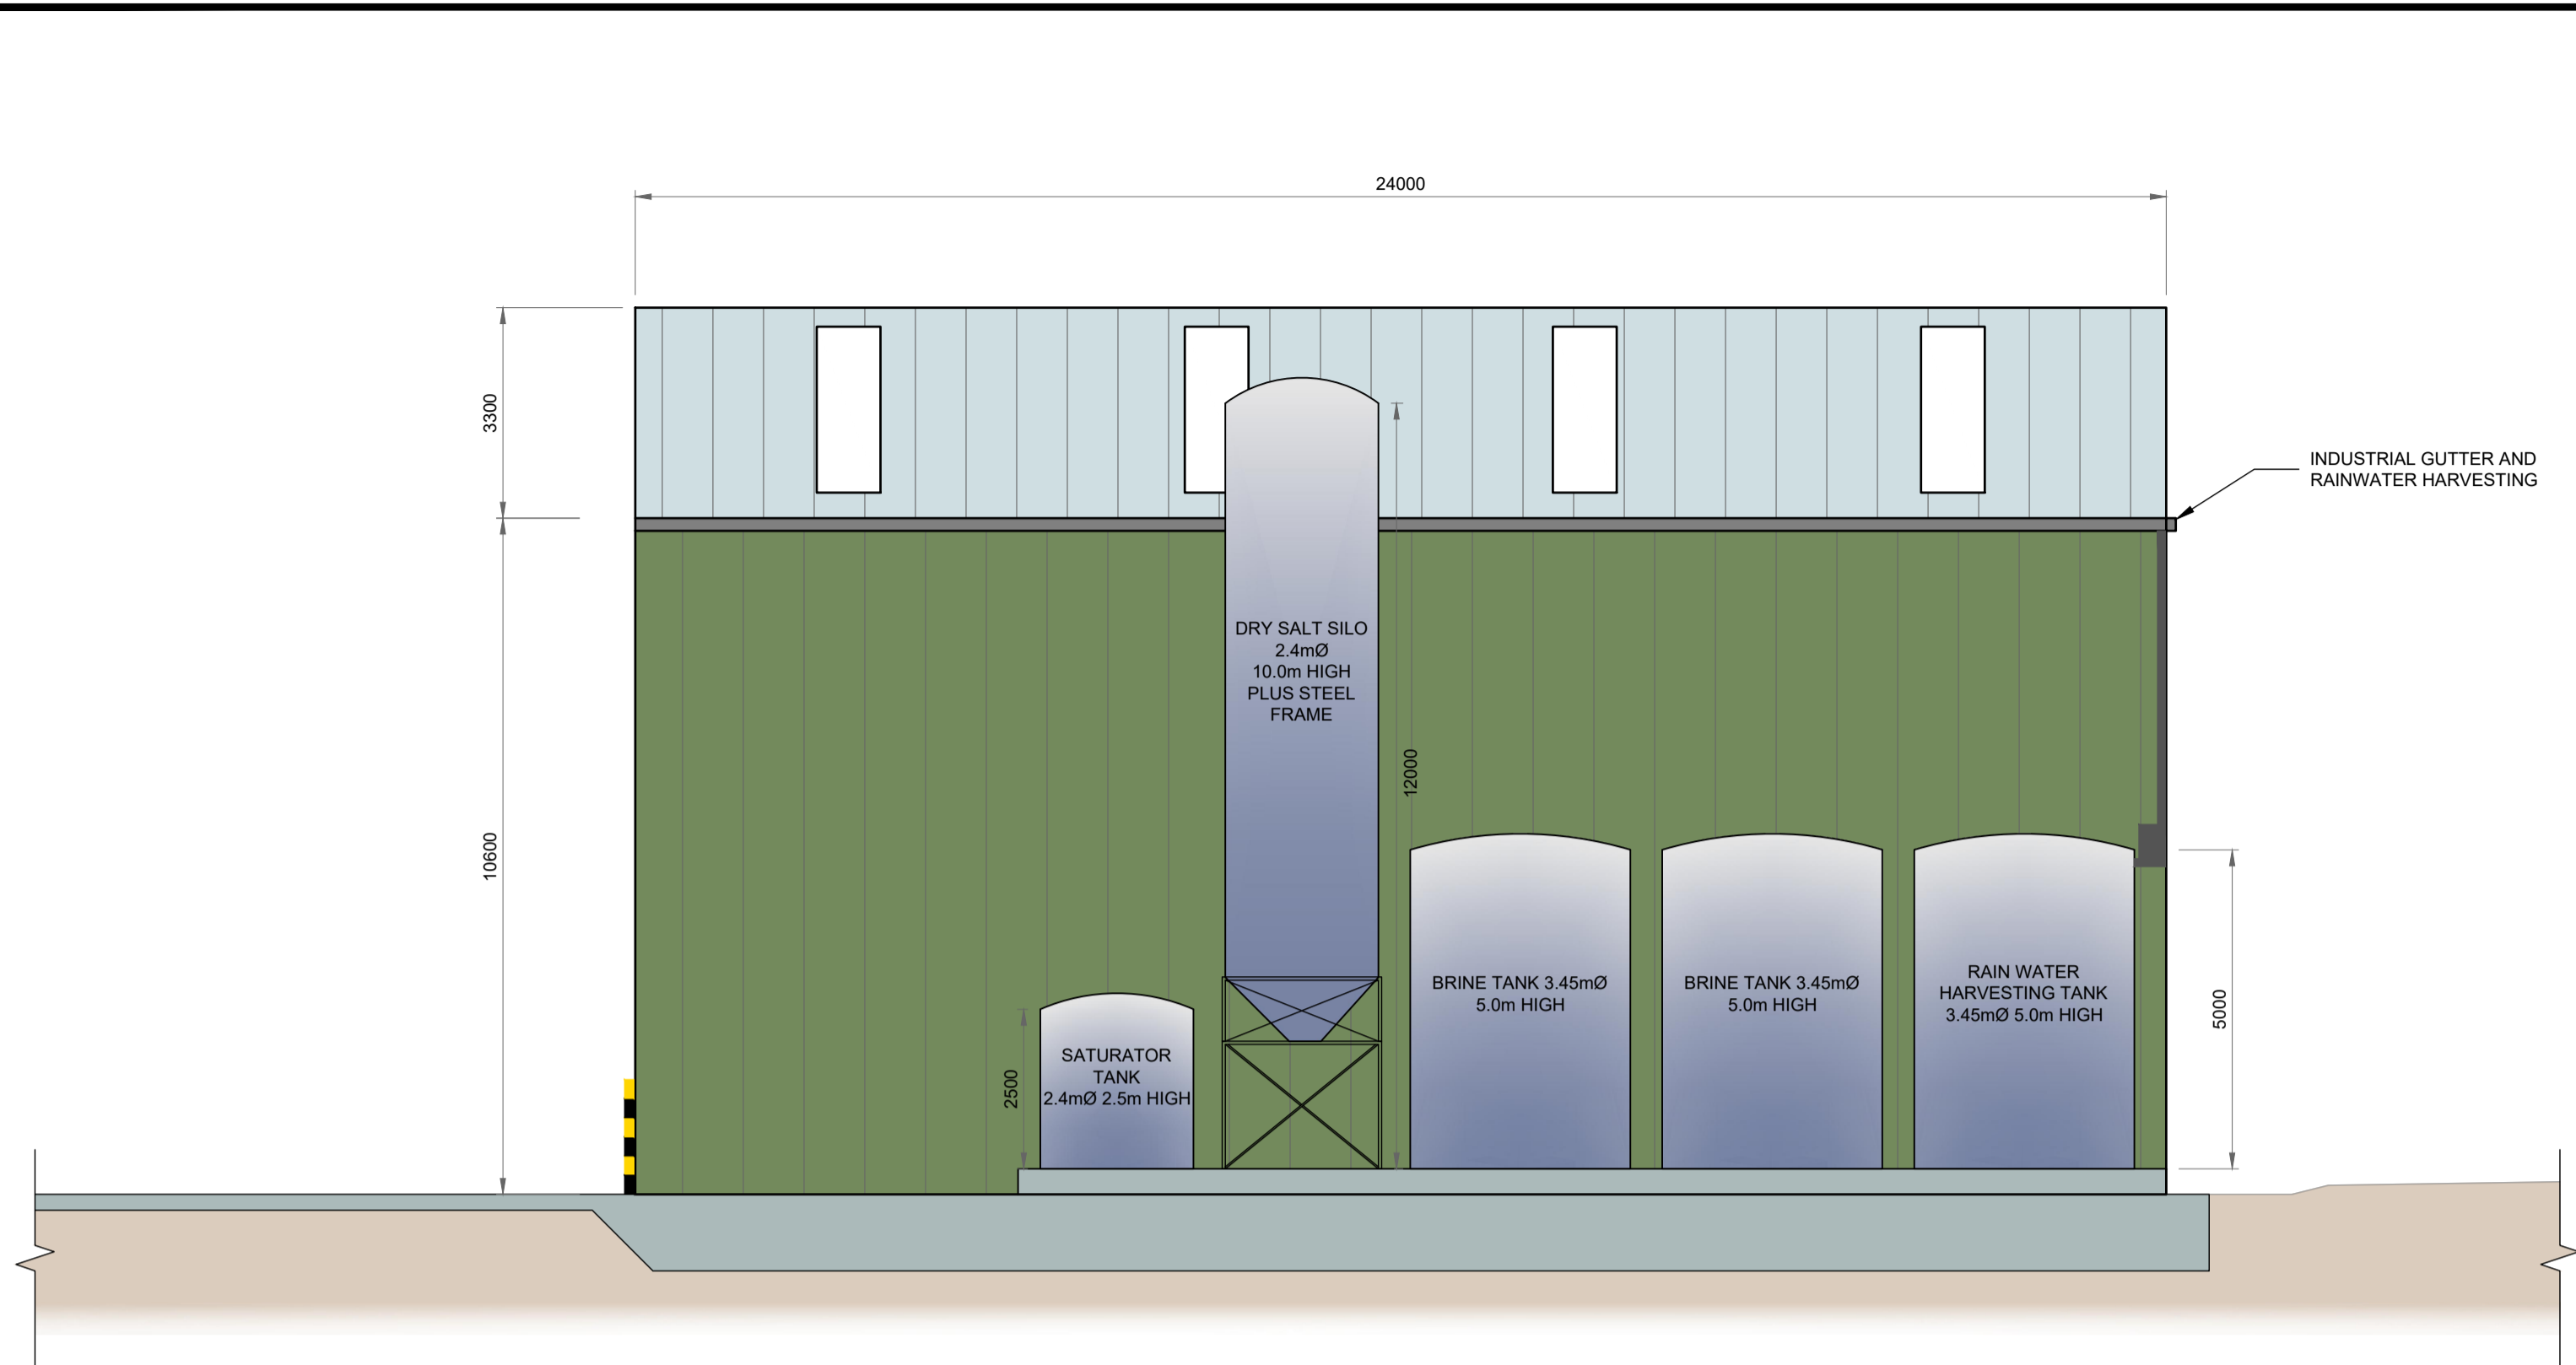 24000
3300
INDUSTRIAL GUTTER AND
RAINWATER HARVESTING
DRY SALT SILO
2.4mØ
10.0m HIGH
PLUS STEEL
FRAME
12000
10600
BRINE TANK 3.45mØ
5.0m HIGH
BRINE TANK 3.45mØ
5.0m HIGH
RAIN WATER
HARVESTING TANK
3.45mØ 5.0m HIGH
5000
SATURATOR
TANK
2.4mØ 2.5m HIGH
2500